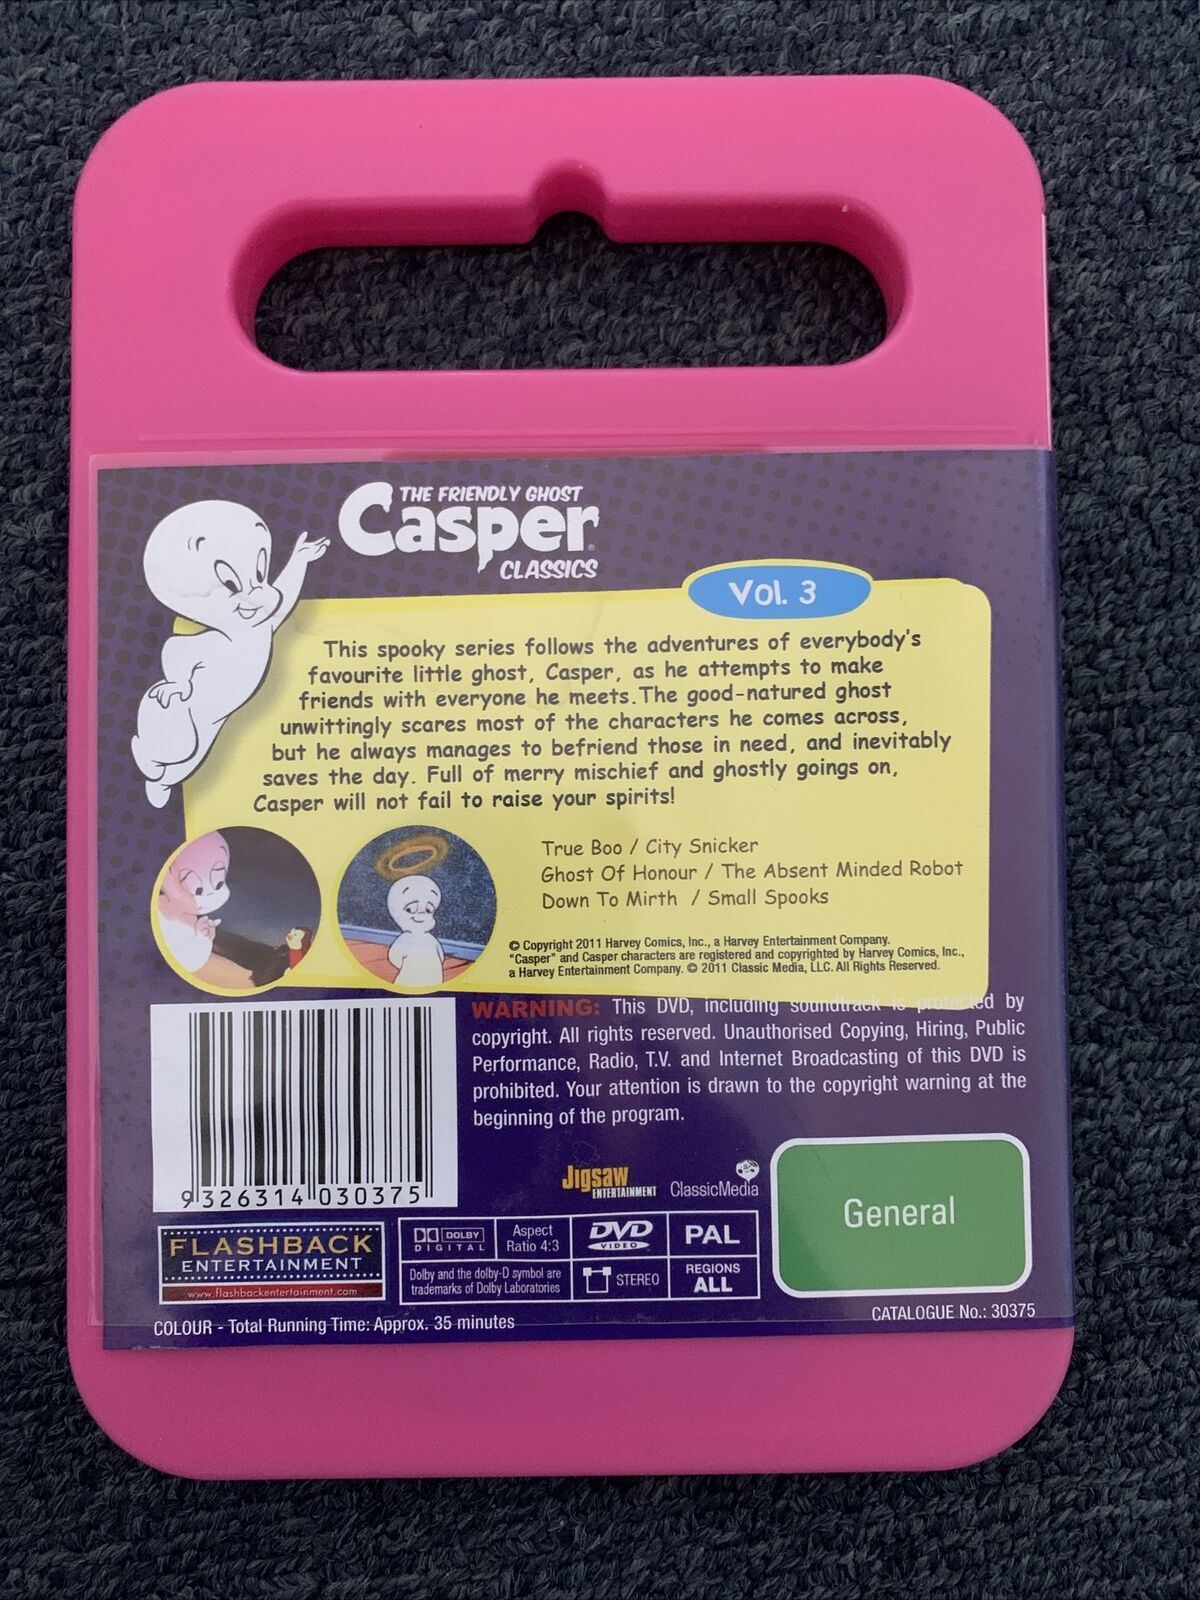 THE FRIENDLY GHOST
Casper
CLASSICS
Vol. 3
This spooky series follows the adventures of everybody's
favourite little ghost, Casper, as he attempts to make
friends with everyone he meets.The good-natured ghost
unwittingly scares most of the characters he comes across,
but he always manages to befriend those in need, and inevitably
saves the day. Full of merry mischief and ghostly goings on,
Casper will not fail to raise your spirits!
True Boo / City Snicker
Ghost Of Honour / The Absent Minded Robot
Down To Mirth / Small Spooks
© Copyright 2011 Harvey Comics, Inc., a Harvey Entertainment Company.
"Casper" and Casper characters are registered and copyrighted by Harvey Comics, Inc.,
a Harvey Entertainment Company. © 2011 Classic Media, LLC. All Rights Reserved.
WARNING: This DVD, including soundtrack is protected by
copyright. All rights reserved. Unauthorised Copying, Hiring, Public
Performance, Radio, T.V. and Internet Broadcasting of this DVD is
prohibited. Your attention is drawn to the copyright warning at the
beginning of the program.
9 326314 030375
Jigsaw
ENTERTAINMENT
ClassicMedia
General
FLASHBACK
ENTERTAINMENT
www.flashbackentertainment.com
DOLBY
DIGITAL
Aspect
Ratio 4:3
DVD
VIDEO
PAL
Dolby and the dolby-D symbol are
trademarks of Dolby Laboratories
STEREO
REGIONS
ALL
COLOUR - Total Running Time: Approx. 35 minutes
CATALOGUE No.: 30375